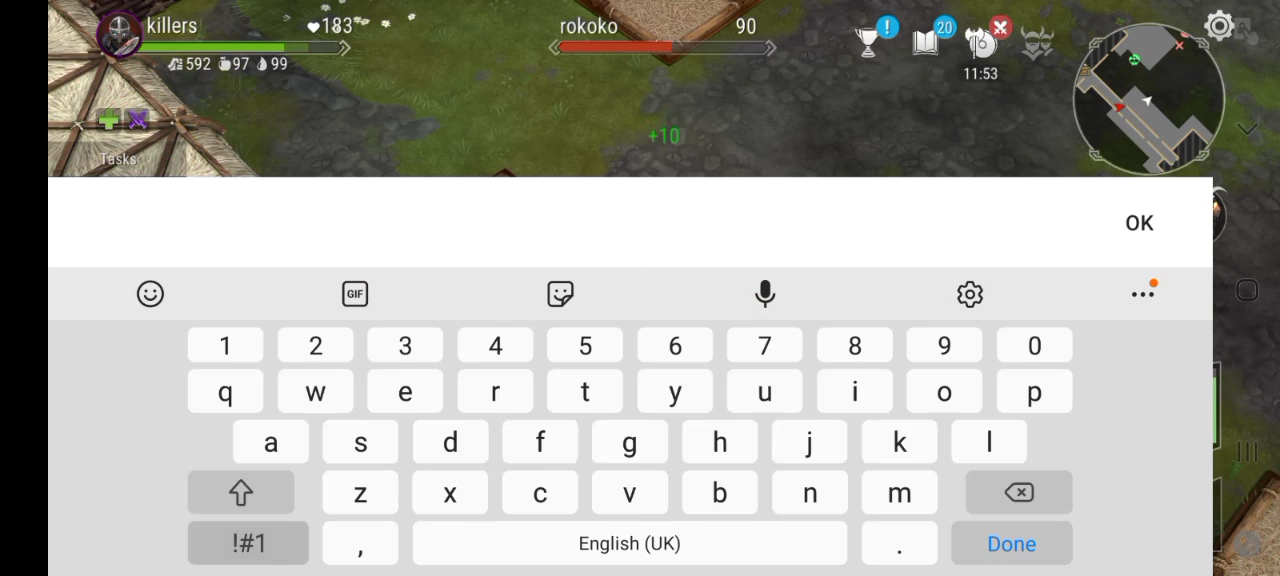 killers 183
rokoko 90
! 20
592 97 99
11:53
+10
Tasks
OK
GIF
1 2 3 4 5 6 7 8 9 0
q w e r t y u i o p
a s d f g h j k l
z x c v b n m
!#1 , English (UK) . Done